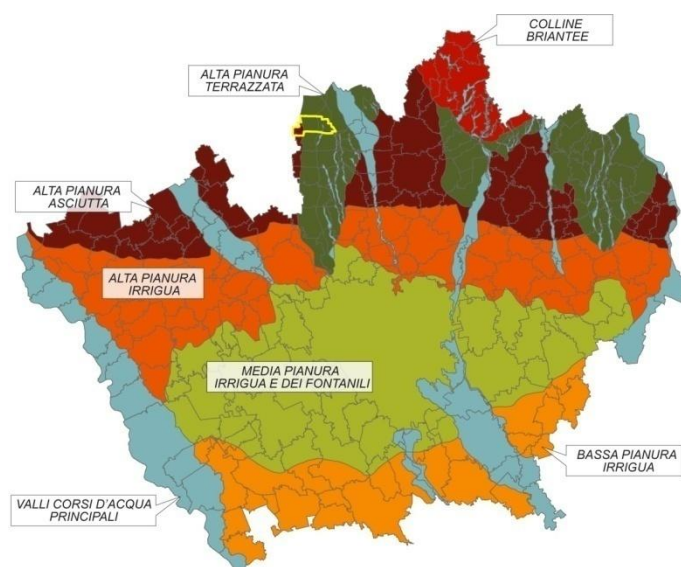 COLLINE
BRIANTEE
ALTA PIANURA
TERRAZZATA
ALTA PIANURA
ASCIUTTA
ALTA PIANURA
IRRIGUA
MEDIA PIANURA
IRRIGUA E DEI FONTANILI
BASSA PIANURA
IRRIGUA
VALLI CORSI D'ACQUA
PRINCIPALI